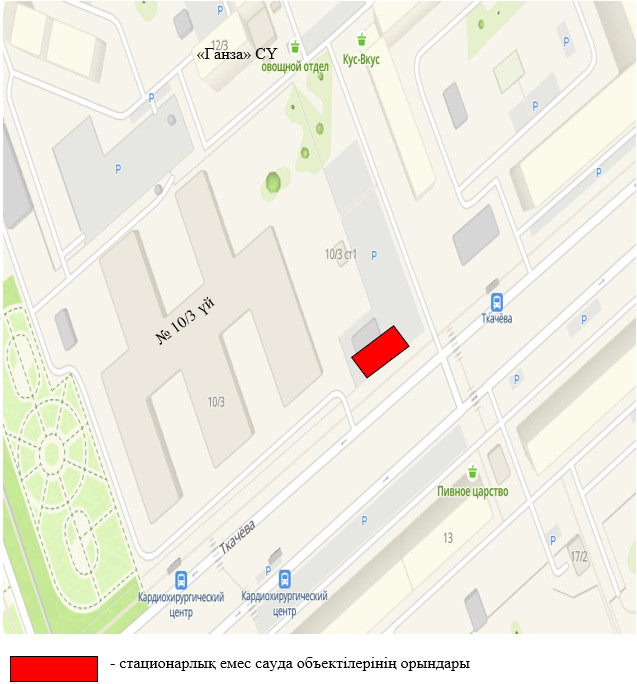 P
12/3
«Ганза» СҮ
овощной отдел
Кус-Вкус
P
P
P
P
P
10/3 ст1
P
Ткачёва
№ 10/3 үй
P
P
10/3
Пивное царство
Ткачёва
P
13
P
17/2
P
Кардиохирургический
центр
Кардиохирургический
центр
- стационарлық емес сауда объектілерінің орындары